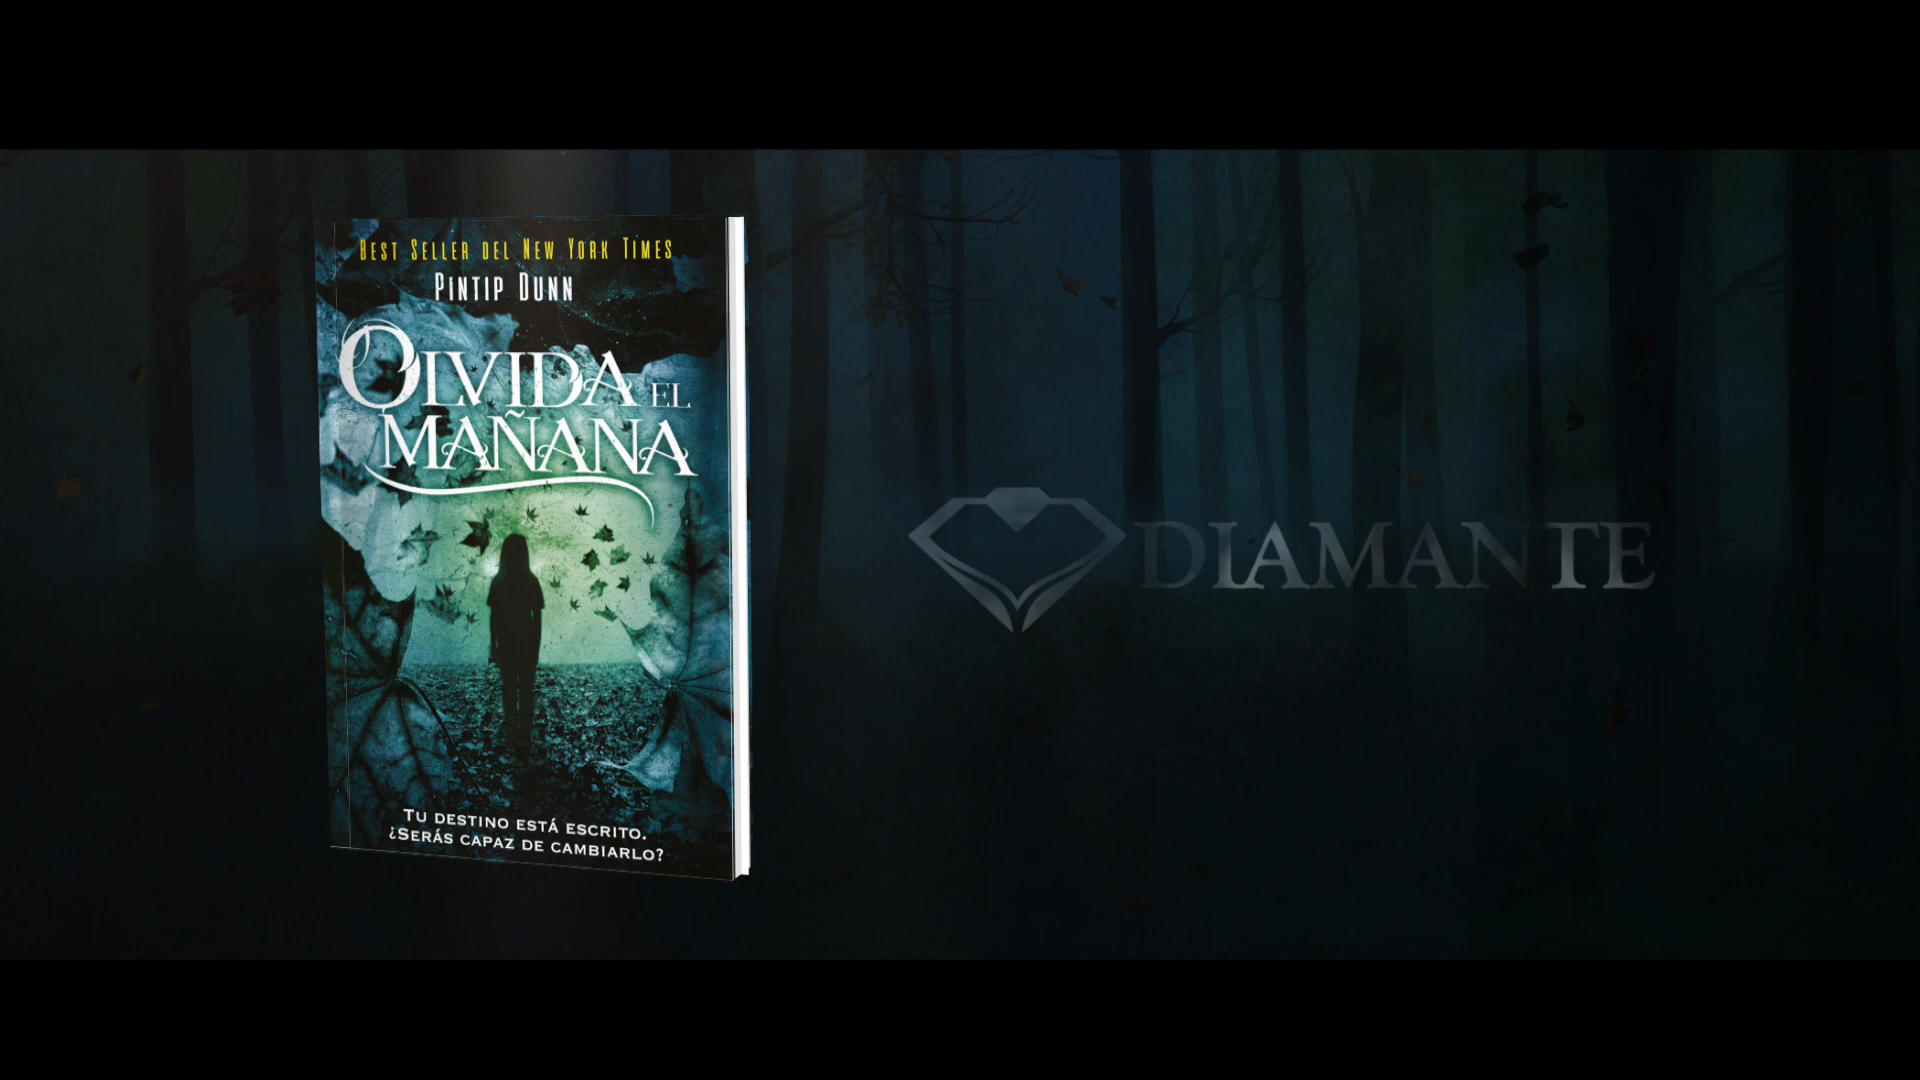 BEST SELLER DEL NEW YORK TIMES
PINTIP DUNN
OLVIDA EL
MAÑANA
TU DESTINO ESTÁ ESCRITO.
¿SERÁS CAPAZ DE CAMBIARLO?
DIAMANTE